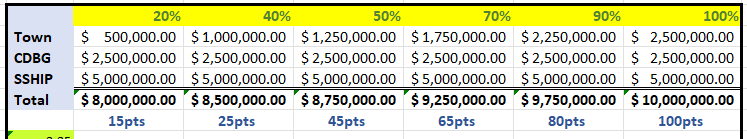 20% 40% 50% 70% 90% 100%
Town $ 500,000.00 $ 1,000,000.00 $ 1,250,000.00 $ 1,750,000.00 $ 2,250,000.00 $ 2,500,000.00
CDBG $ 2,500,000.00 $ 2,500,000.00 $ 2,500,000.00 $ 2,500,000.00 $ 2,500,000.00 $ 2,500,000.00
SSHIP $ 5,000,000.00 $ 5,000,000.00 $ 5,000,000.00 $ 5,000,000.00 $ 5,000,000.00 $ 5,000,000.00
Total $ 8,000,000.00 $ 8,500,000.00 $ 8,750,000.00 $ 9,250,000.00 $ 9,750,000.00 $ 10,000,000.00
15pts 25pts 45pts 65pts 80pts 100pts